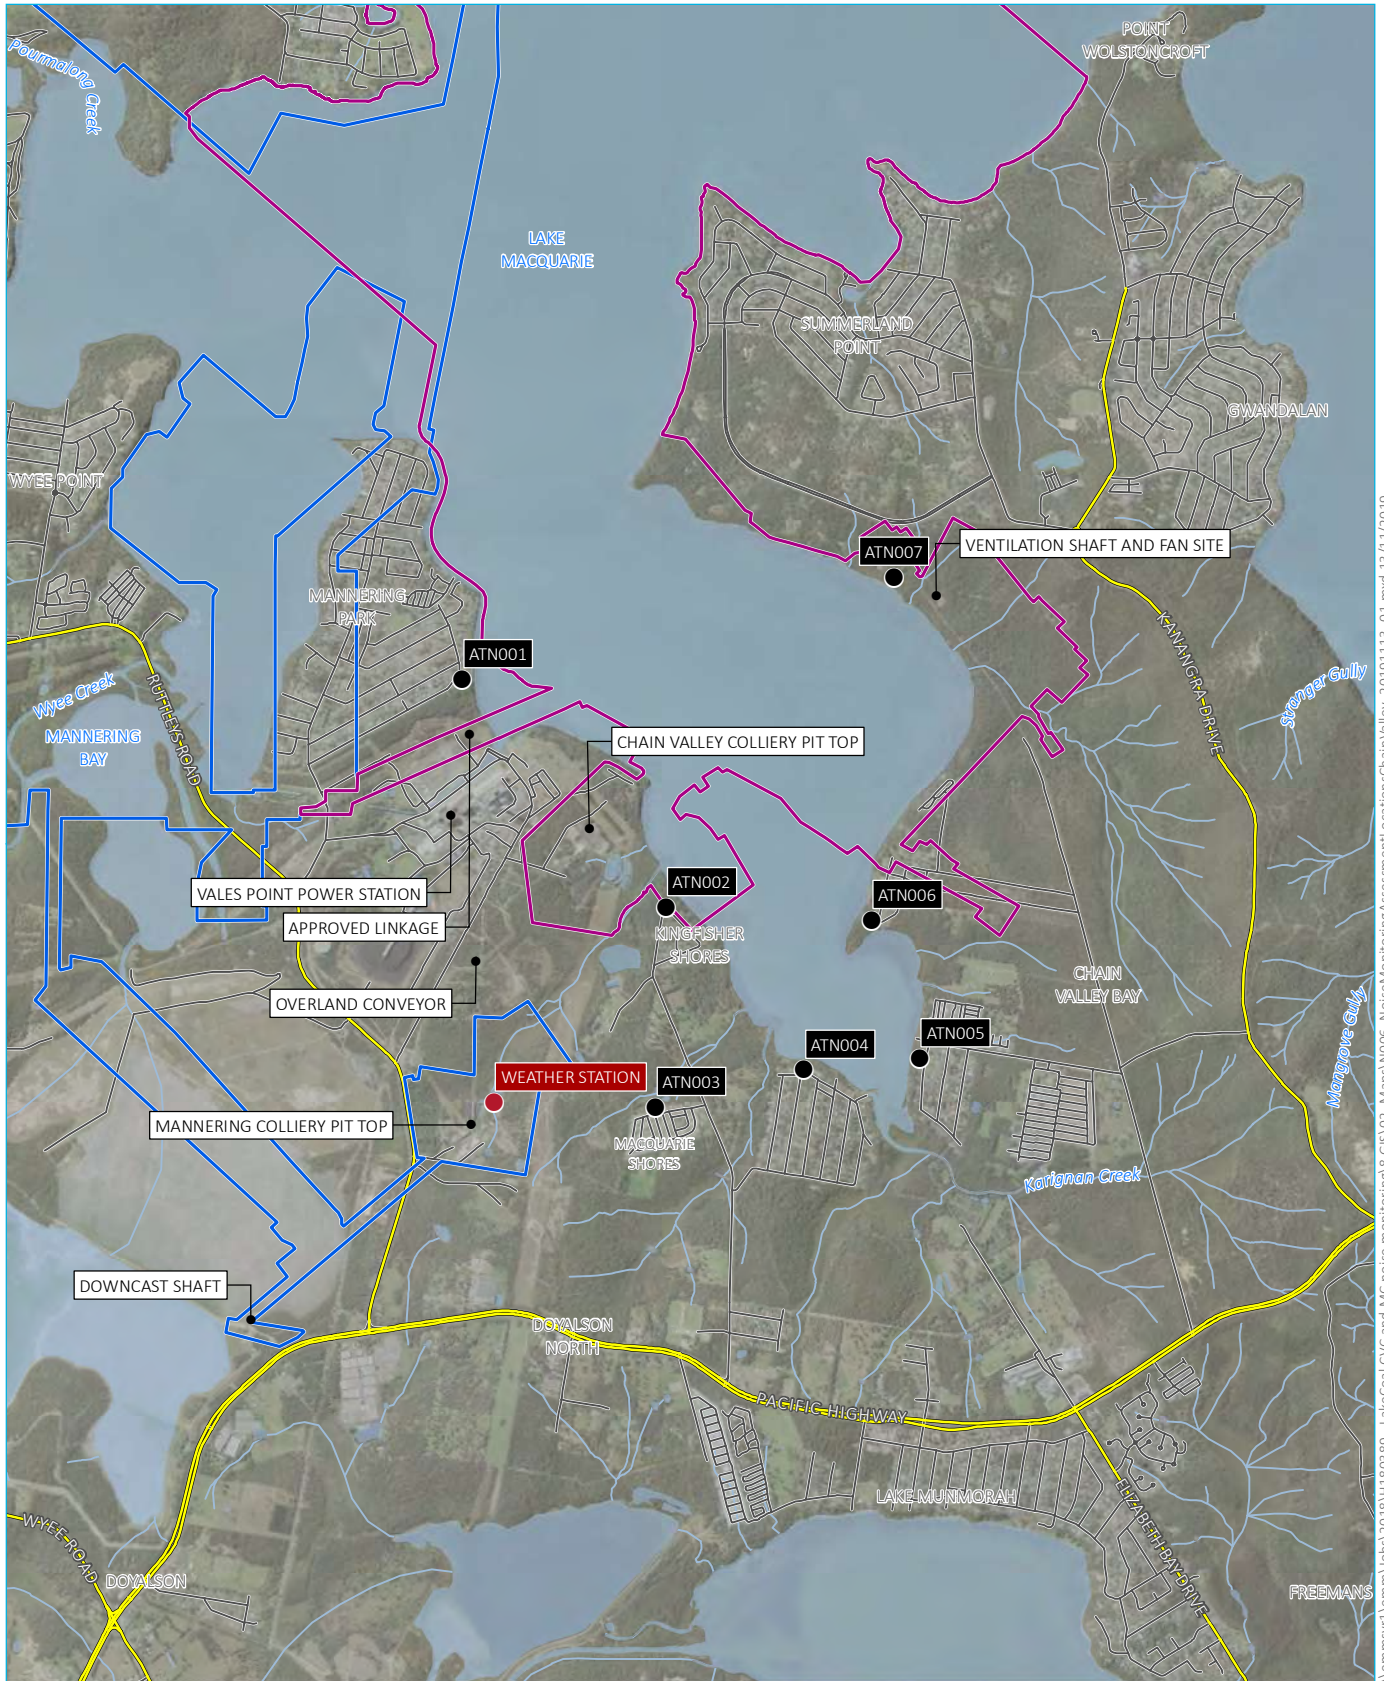 POINT
WOLSTONCROFT
Pourmalong Creek
LAKE
MACQUARIE
SUMMERLAND
POINT
GWANDALAN
WYEE POINT
ATN007
VENTILATION SHAFT AND FAN SITE
MANNERING
PARK
ATN001
KANANGRA DRIVE
Stranger Gully
Wyee Creek
RUTTLEYS ROAD
MANNERING
BAY
CHAIN VALLEY COLLIERY PIT TOP
VALES POINT POWER STATION
ATN002
ATN006
APPROVED LINKAGE
KINGFISHER
SHORES
CHAIN
VALLEY BAY
OVERLAND CONVEYOR
Mangrove Gully
ATN005
ATN004
WEATHER STATION
ATN003
MANNERING COLLIERY PIT TOP
MACQUARIE
SHORES
Karignan Creek
DOWNCAST SHAFT
DOYALSON
NORTH
PACIFIC HIGHWAY
LAKE MUNMORAH
ELIZABETH BAY DRIVE
WYEE ROAD
DOYALSON
FREEMANS